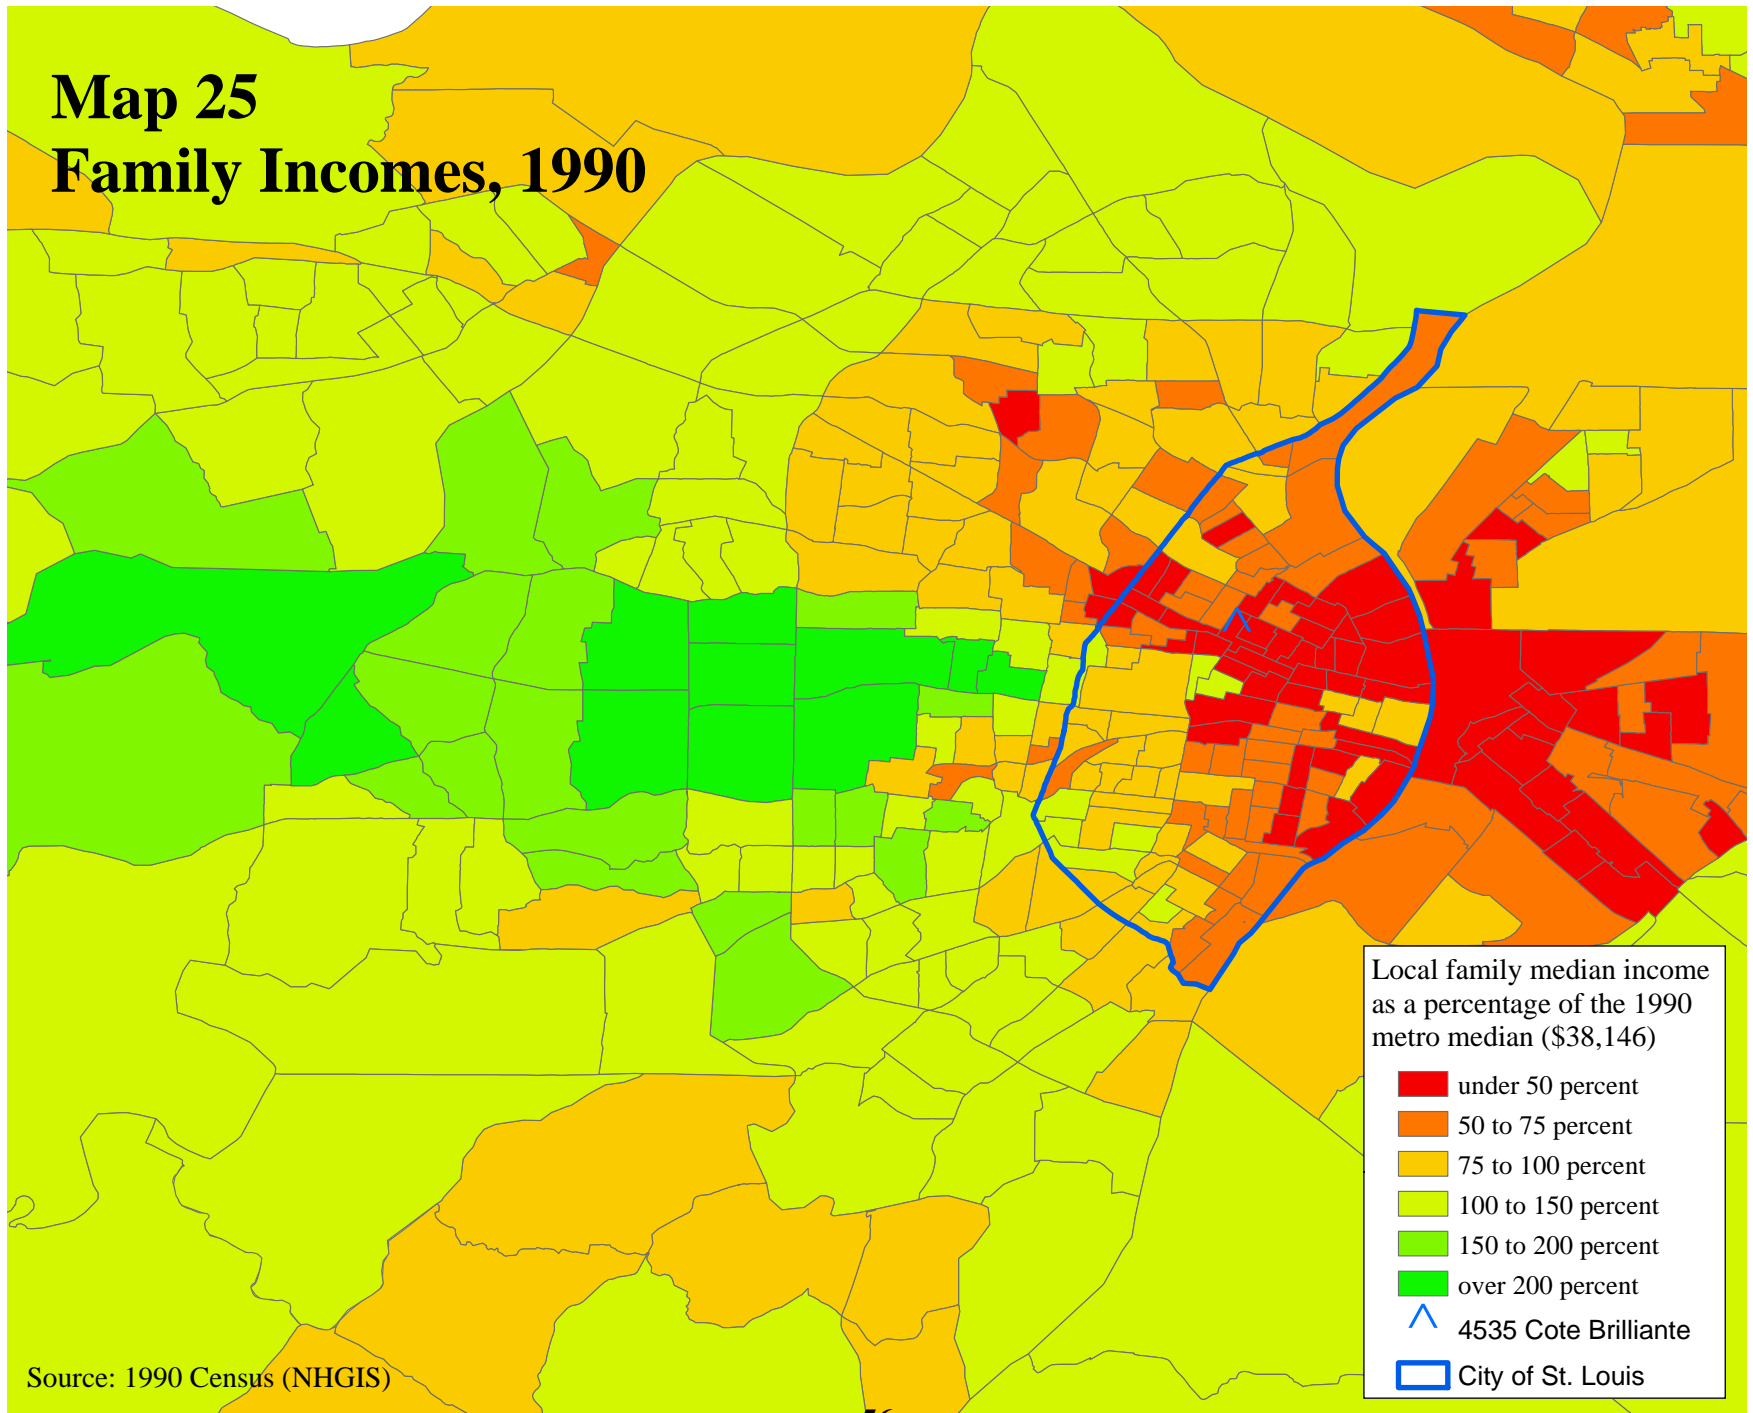 Map 25
Family Incomes, 1990
Local family median income
as a percentage of the 1990
metro median ($38,146)
under 50 percent
50 to 75 percent
75 to 100 percent
100 to 150 percent
150 to 200 percent
over 200 percent
4535 Cote Brilliante
City of St. Louis
Source: 1990 Census (NHGIS)